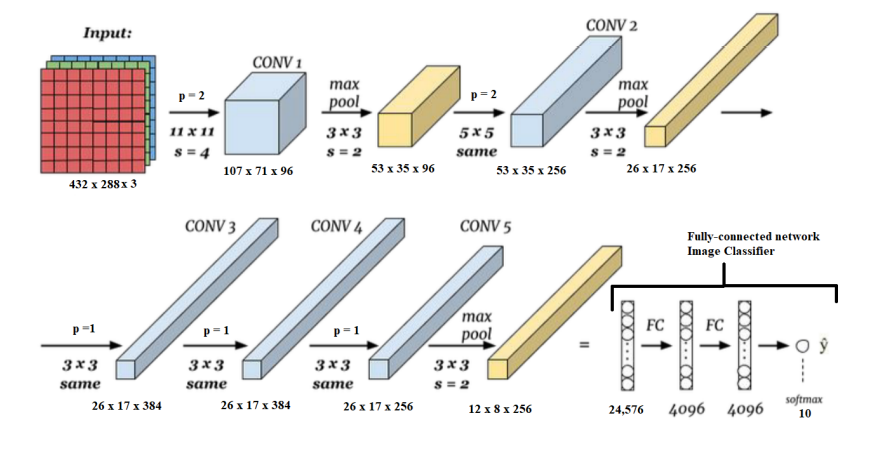 Input:
432 x 288 x 3
p = 2
11 x 11
s = 4
CONV 1
107 x 71 x 96
max
pool
3 x 3
s = 2
53 x 35 x 96
p = 2
5 x 5
same
CONV 2
53 x 35 x 256
max
pool
3 x 3
s = 2
26 x 17 x 256
p =1
3 x 3
same
CONV 3
26 x 17 x 384
p = 1
3 x 3
same
CONV 4
26 x 17 x 384
p = 1
3 x 3
same
CONV 5
26 x 17 x 256
max
pool
3 x 3
s = 2
12 x 8 x 256
=
Fully-connected network
Image Classifier
24,576
FC
4096
FC
4096
ŷ
softmax
10